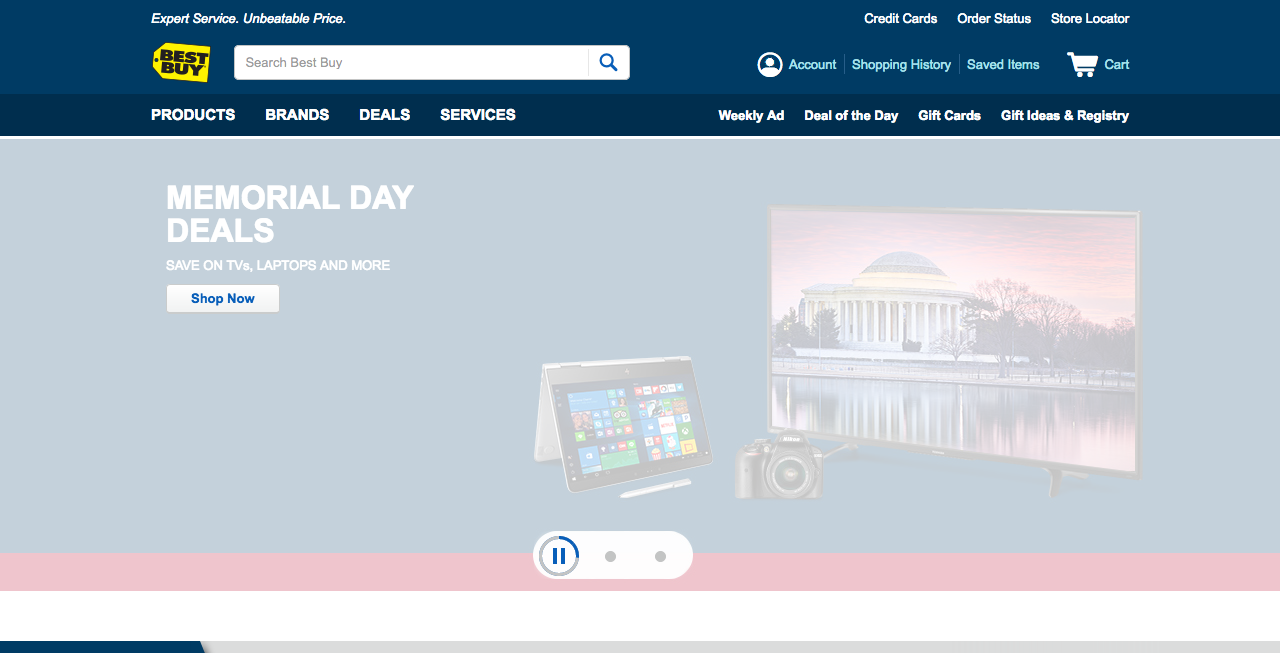 Expert Service. Unbeatable Price.
Credit Cards Order Status Store Locator
BEST BUY
Search Best Buy
Account Shopping History Saved Items Cart
PRODUCTS BRANDS DEALS SERVICES
Weekly Ad Deal of the Day Gift Cards Gift Ideas & Registry
MEMORIAL DAY
DEALS
SAVE ON TVs, LAPTOPS AND MORE
Shop Now
Nikon